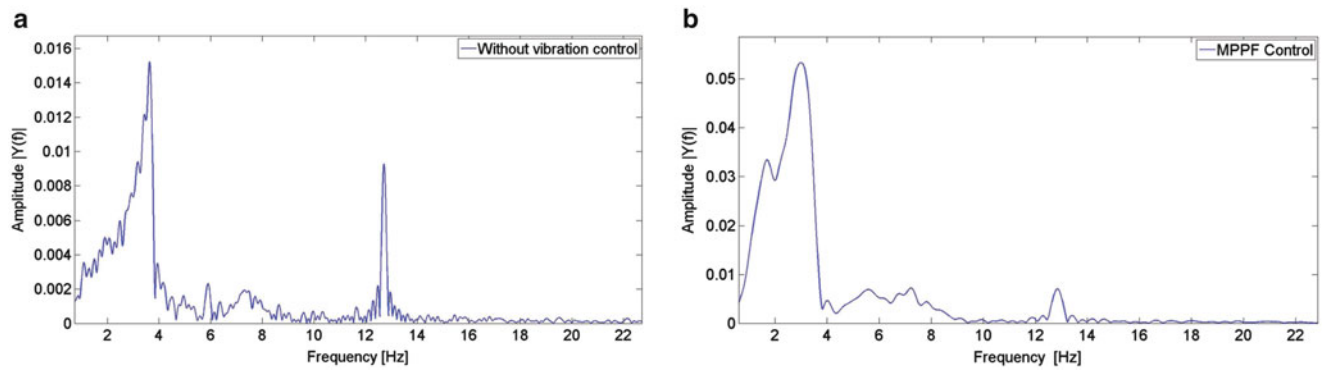 a
Without vibration control
Amplitude |Y(f)|
0.016
0.014
0.012
0.01
0.008
0.006
0.004
0.002
0
2 4 6 8 10 12 14 16 18 20 22
Frequency [Hz]
b
MPPF Control
Amplitude |Y(f)|
0.05
0.04
0.03
0.02
0.01
0
2 4 6 8 10 12 14 16 18 20 22
Frequency [Hz]